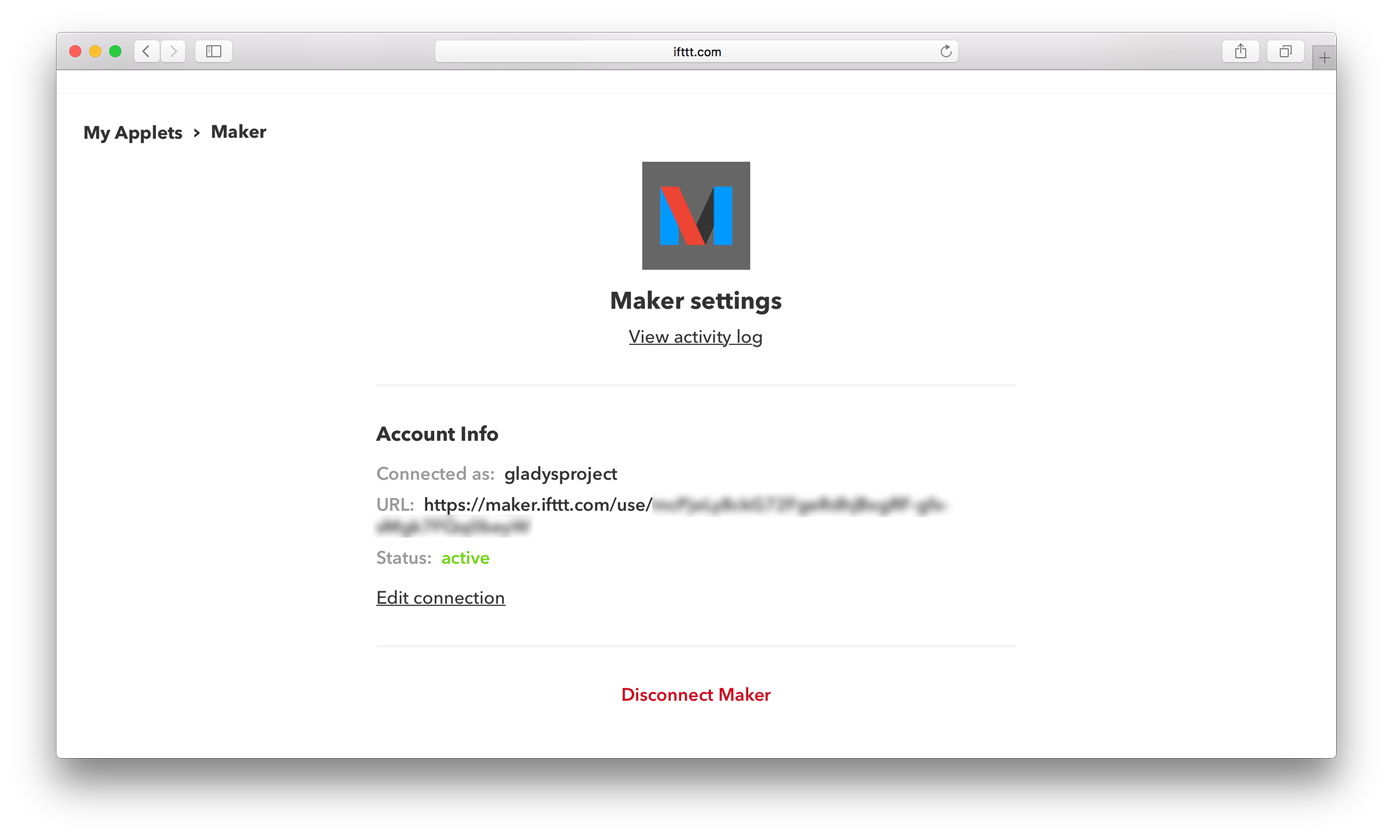 ifttt.com
My Applets › Maker
Maker settings
View activity log
Account Info
Connected as: gladysproject
URL: https://maker.ifttt.com/use/
Status: active
Edit connection
Disconnect Maker